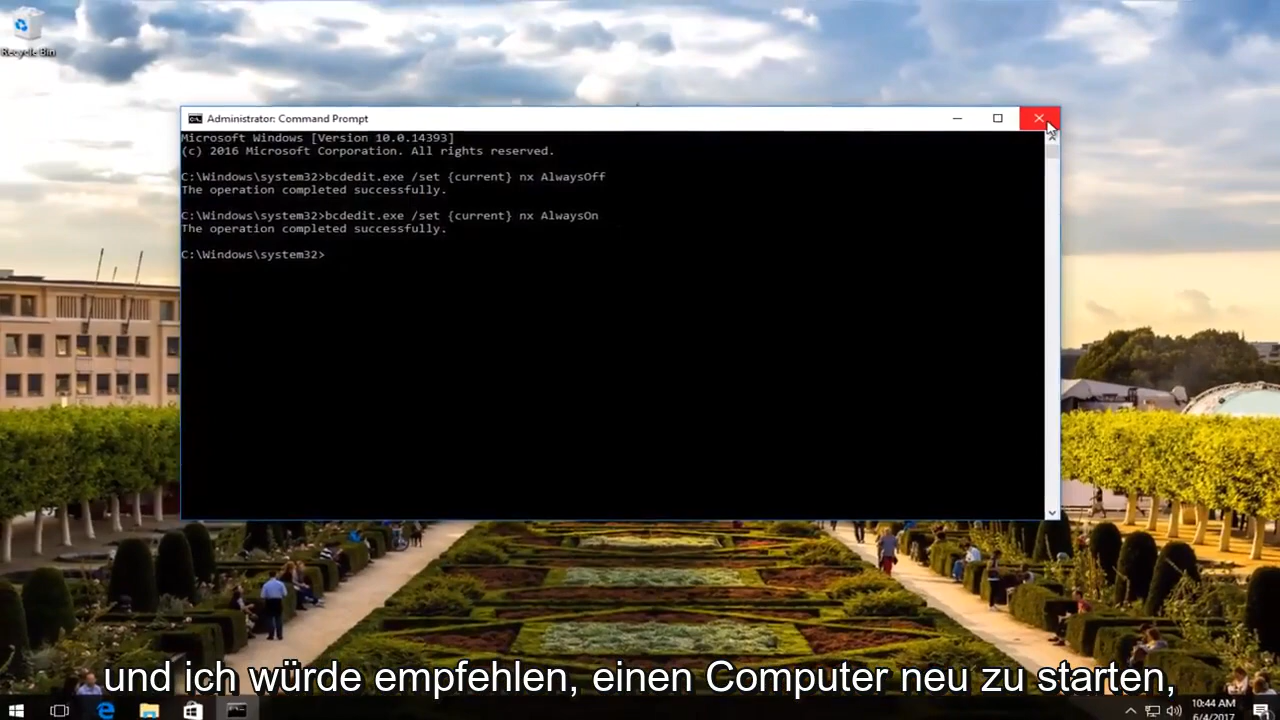 Recycle Bin
Administrator: Command Prompt
Microsoft Windows [Version 10.0.14393]
(c) 2016 Microsoft Corporation. All rights reserved.
C:\Windows\system32>bcdedit.exe /set {current} nx AlwaysOff
The operation completed successfully.
C:\Windows\system32>bcdedit.exe /set {current} nx AlwaysOn
The operation completed successfully.
C:\Windows\system32>
und ich würde empfehlen, einen Computer neu zu starten,
10:44 AM
6/4/2017